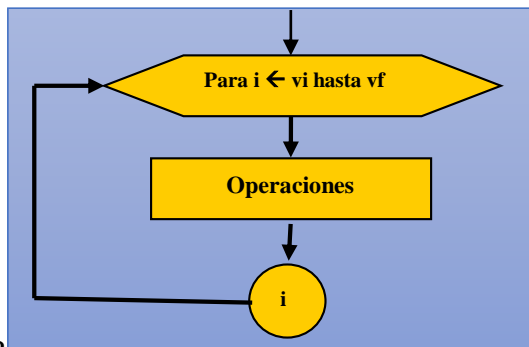 Para i ← vi hasta vf
Operaciones
i